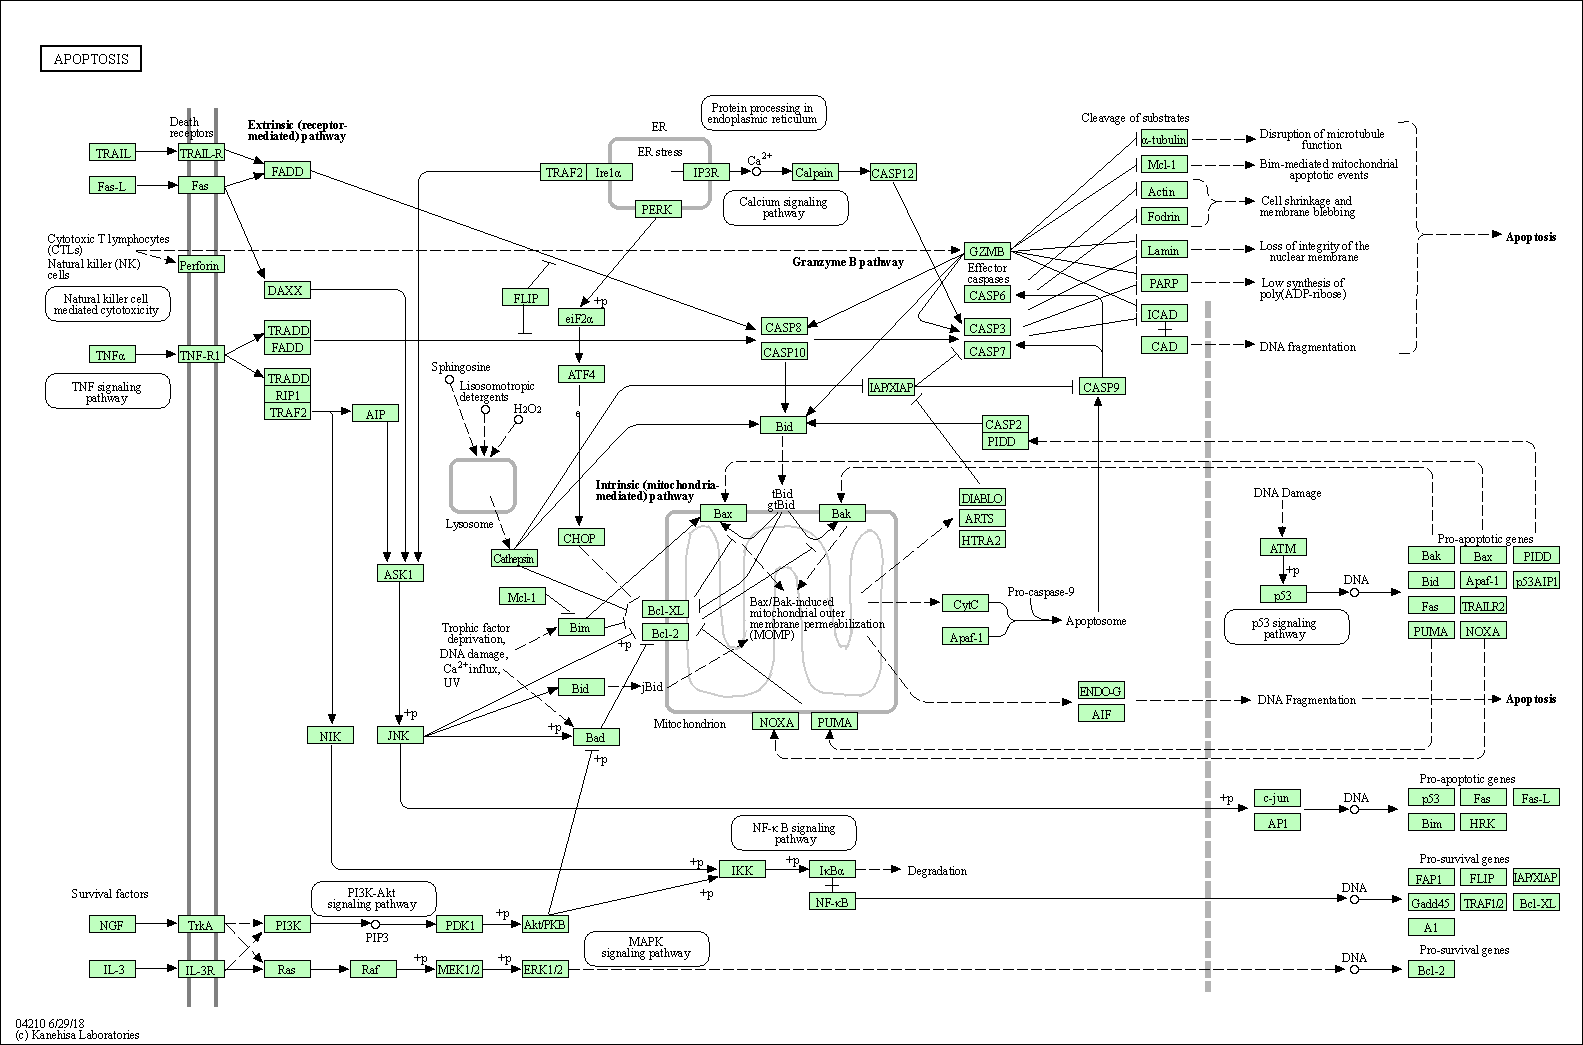 APOPTOSIS
Death
receptors
Extrinsic (receptor-
mediated) pathway
TRAIL
TRAIL-R
FADD
Fas-L
Fas
Cytotoxic T lymphocytes
(CTLs)
Natural killer (NK)
cells
Perforin
Natural killer cell
mediated cytotoxicity
DAXX
TNFα
TNF-R1
TRADD
FADD
TNF signaling
pathway
TRADD
RIP1
TRAF2
AIP
ASK1
NIK
JNK
+p
ER
ER stress
Protein processing in
endoplasmic reticulum
TRAF2
Ire1α
IP3R
Ca2+
Calpain
CASP12
PERK
Calcium signaling
pathway
Granzyme B pathway
FLIP
+p
eIF2α
ATF4
e
CHOP
Sphingosine
Lisosomotropic
detergents
H2O2
Lysosome
Cathepsin
CASP8
CASP10
Bid
GZMB
Effector
caspases
CASP6
CASP3
CASP7
IAP/XIAP
CASP9
CASP2
PIDD
Cleavage of substrates
α-tubulin
Mcl-1
Actin
Fodrin
Lamin
PARP
ICAD
CAD
Disruption of microtubule
function
Bim-mediated mitochondrial
apoptotic events
Cell shrinkage and
membrane blebbing
Loss of integrity of the
nuclear membrane
Low synthesis of
poly(ADP-ribose)
DNA fragmentation
Apoptosis
Intrinsic (mitochondria-
mediated) pathway
tBid
gtBid
Bax
Bak
DIABLO
ARTS
HTRA2
Mcl-1
Bim
Bcl-XL
Bcl-2
+p
Trophic factor
deprivation,
DNA damage,
Ca2+ influx,
UV
Bid
jBid
+p
Bad
+p
Bax/Bak-induced
mitochondrial outer
membrane permeabilization
(MOMP)
Mitochondrion
NOXA
PUMA
CytC
Apaf-1
Pro-caspase-9
Apoptosome
ENDO-G
AIF
DNA Fragmentation
Apoptosis
DNA Damage
ATM
+p
p53
DNA
p53 signaling
pathway
Pro-apoptotic genes
Bak
Bax
PIDD
Bid
Apaf-1
p53AIP1
Fas
TRAILR2
PUMA
NOXA
+p
c-jun
AP1
DNA
Pro-apoptotic genes
p53
Fas
Fas-L
Bim
HRK
NF-κB signaling
pathway
+p
IKK
+p
IκBα
Degradation
NF-κB
+p
DNA
Pro-survival genes
FAP1
FLIP
IAP/XIAP
Gadd45
TRAF1/2
Bcl-XL
A1
Survival factors
NGF
TrkA
PI3K
PIP3
PI3K-Akt
signaling pathway
PDK1
+p
Akt/PKB
IL-3
IL-3R
Ras
Raf
+p
MEK1/2
+p
ERK1/2
MAPK
signaling pathway
DNA
Pro-survival genes
Bcl-2
04210 6/29/18
(c) Kanehisa Laboratories